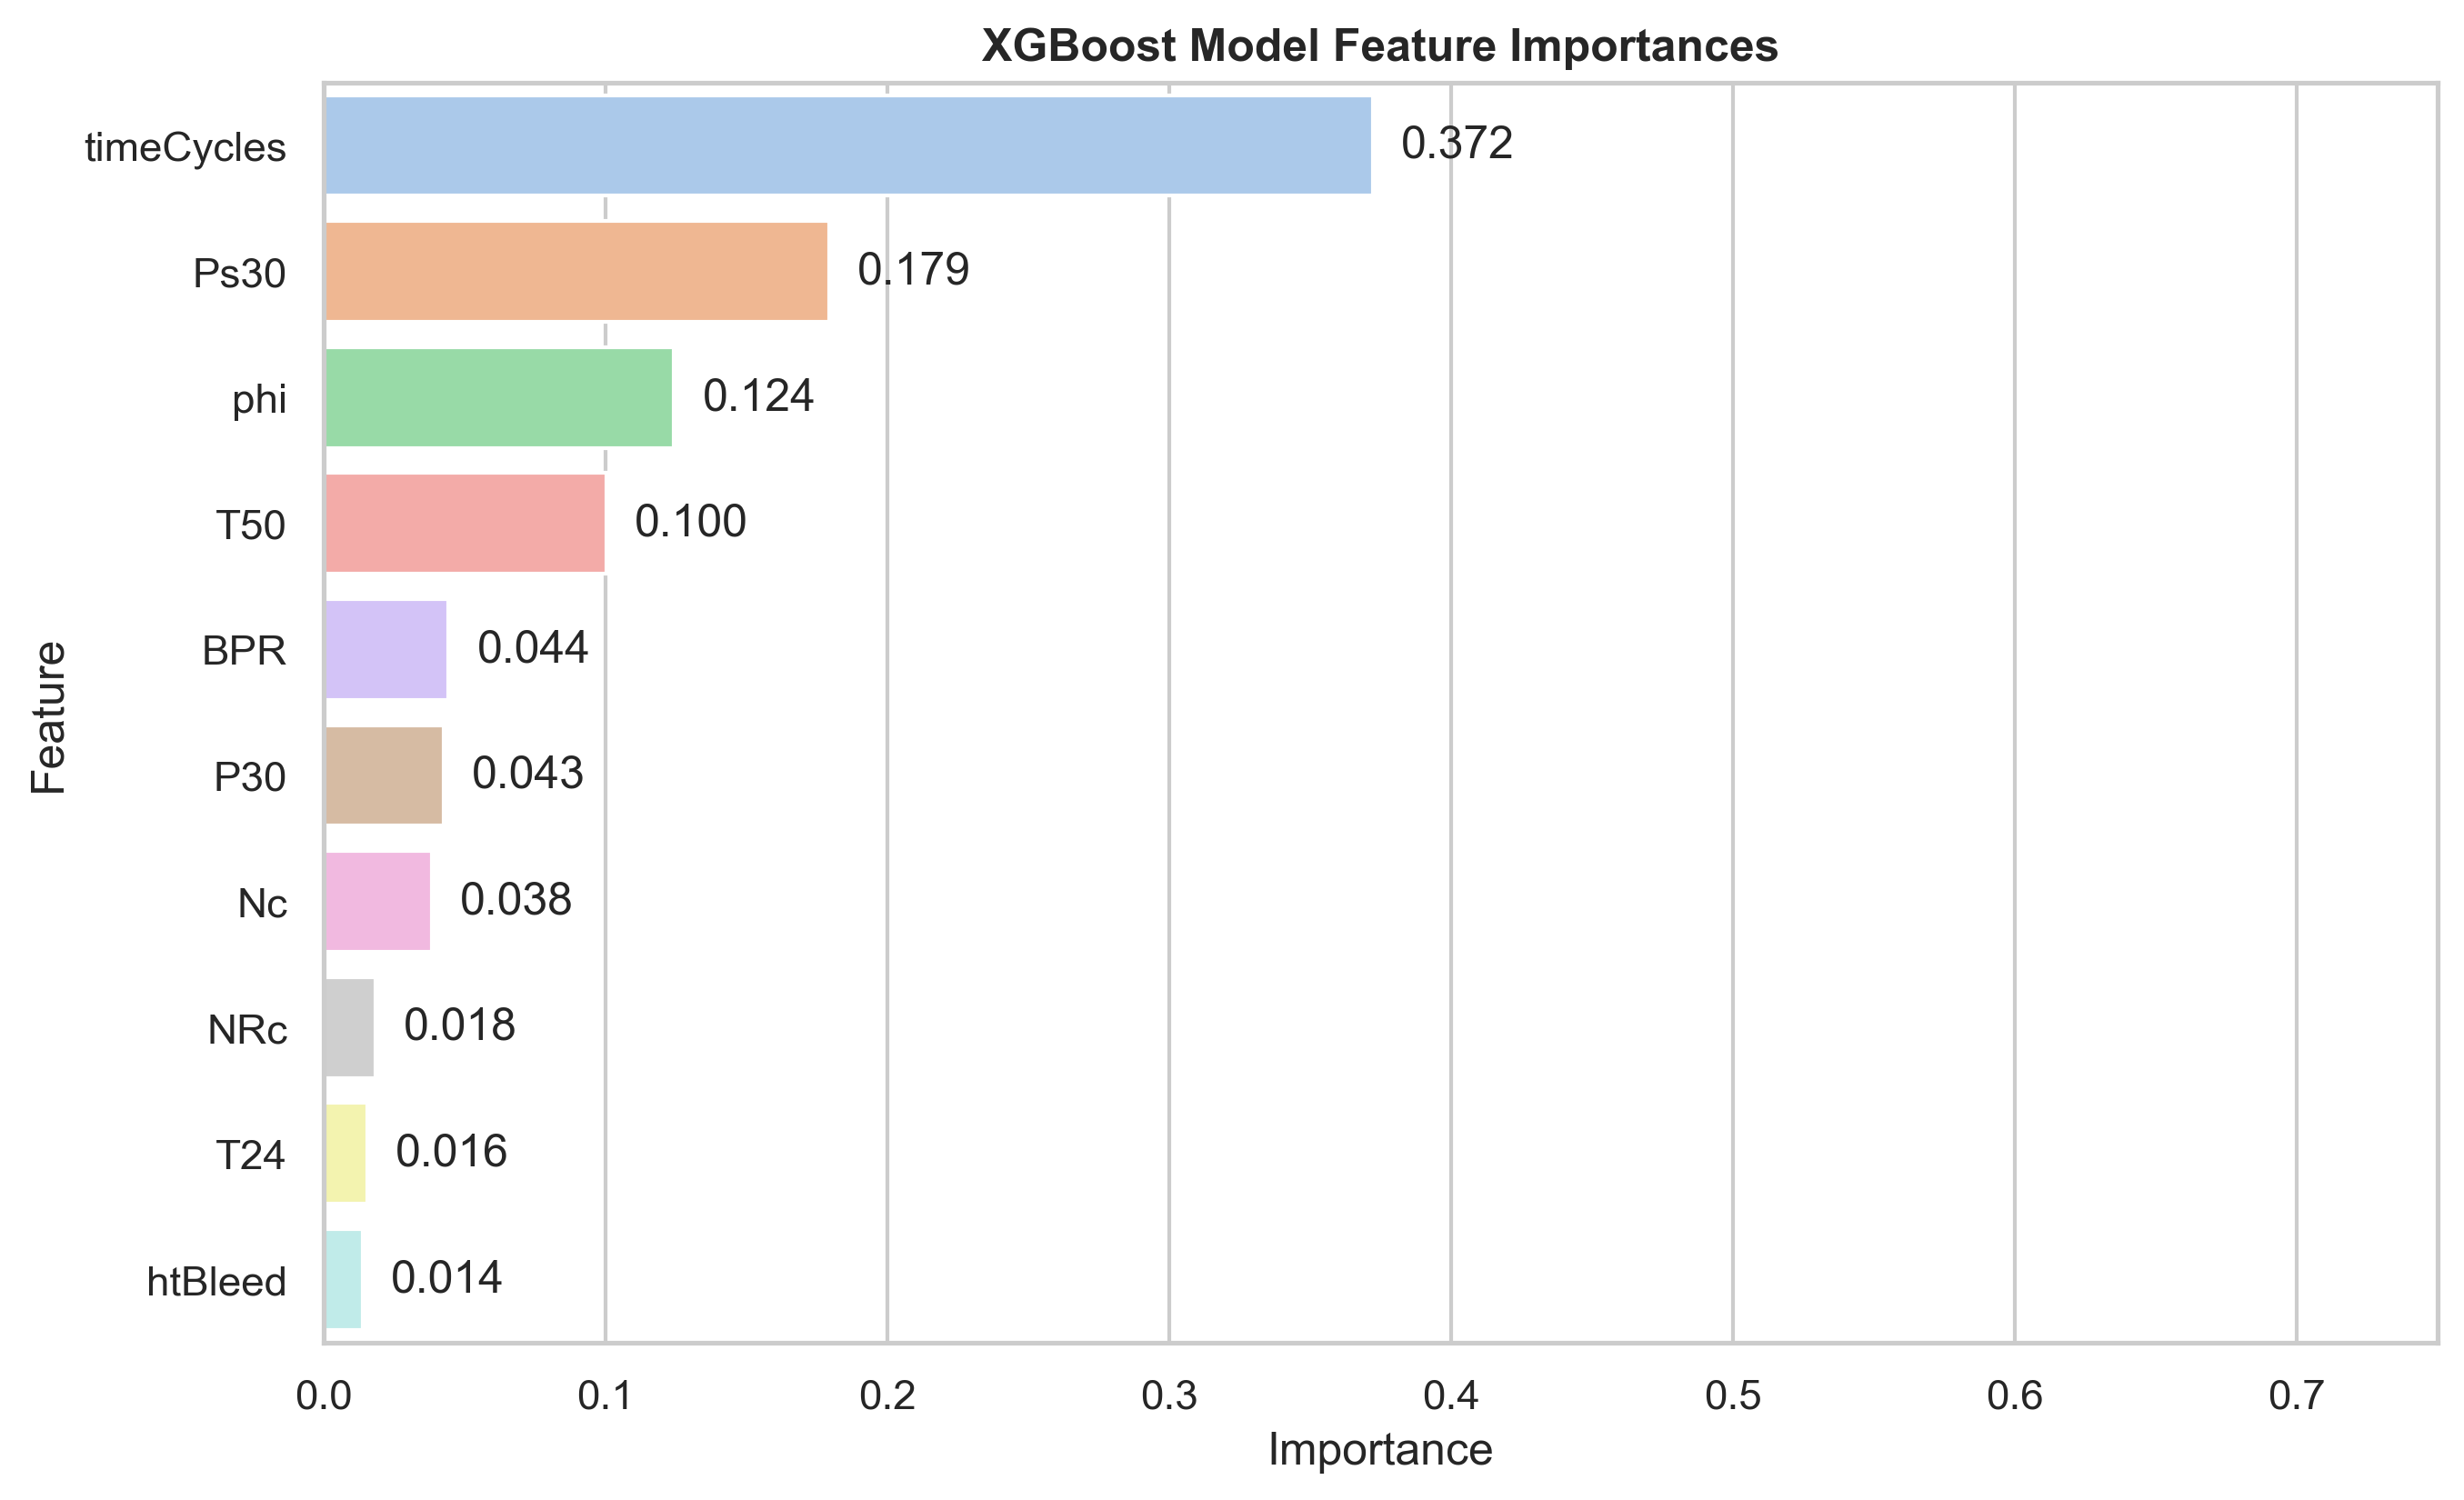 XGBoost Model Feature Importances
timeCycles 0.372
Ps30 0.179
phi 0.124
T50 0.100
BPR 0.044
P30 0.043
Nc 0.038
NRc 0.018
T24 0.016
htBleed 0.014
Feature
0.0 0.1 0.2 0.3 0.4 0.5 0.6 0.7
Importance